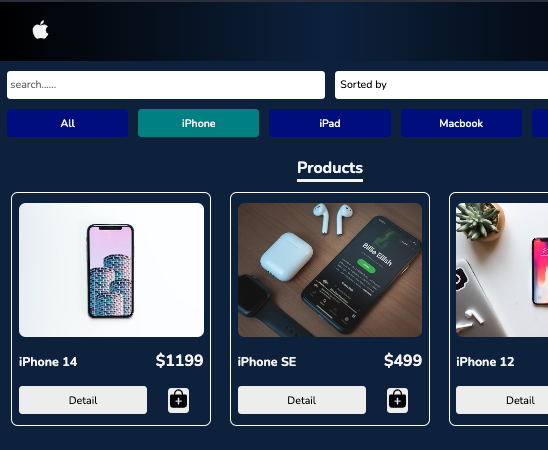 search......
Sorted by
All
iPhone
iPad
Macbook
Products
Billie Eilish
iPhone 14
$1199
iPhone SE
$499
iPhone 12
Detail
Detail
Detail